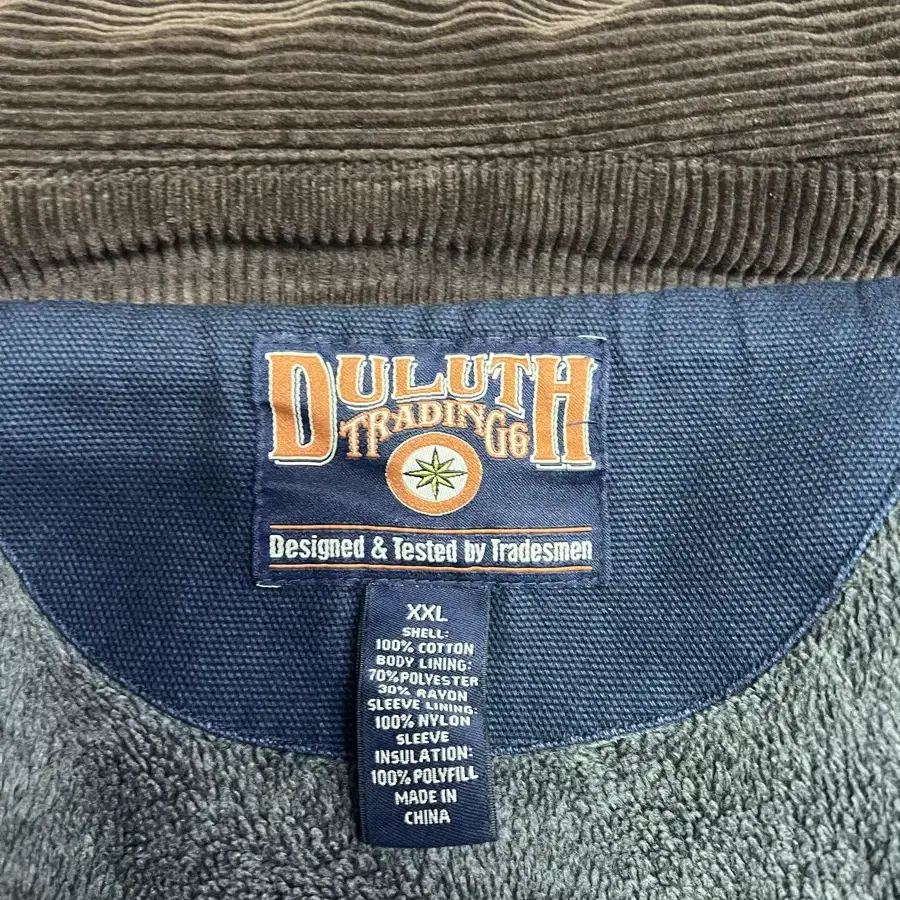 DULUTH
TRADING Co
Designed & Tested by Tradesmen
XXL
SHELL:
100% COTTON
BODY LINING:
70% POLYESTER
30% RAYON
SLEEVE LINING:
100% NYLON
SLEEVE
INSULATION:
100% POLYFILL
MADE IN
CHINA